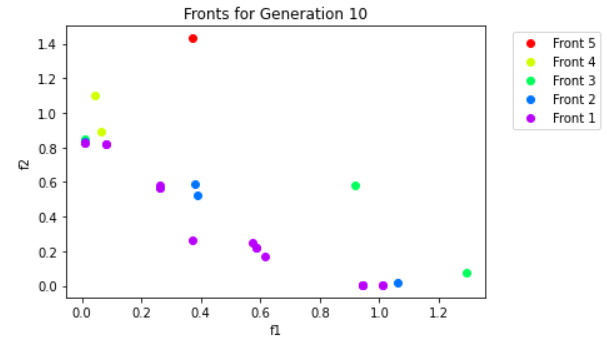 Fronts for Generation 10
f2
1.4
1.2
1.0
0.8
0.6
0.4
0.2
0.0
0.0 0.2 0.4 0.6 0.8 1.0 1.2
f1
Front 5
Front 4
Front 3
Front 2
Front 1